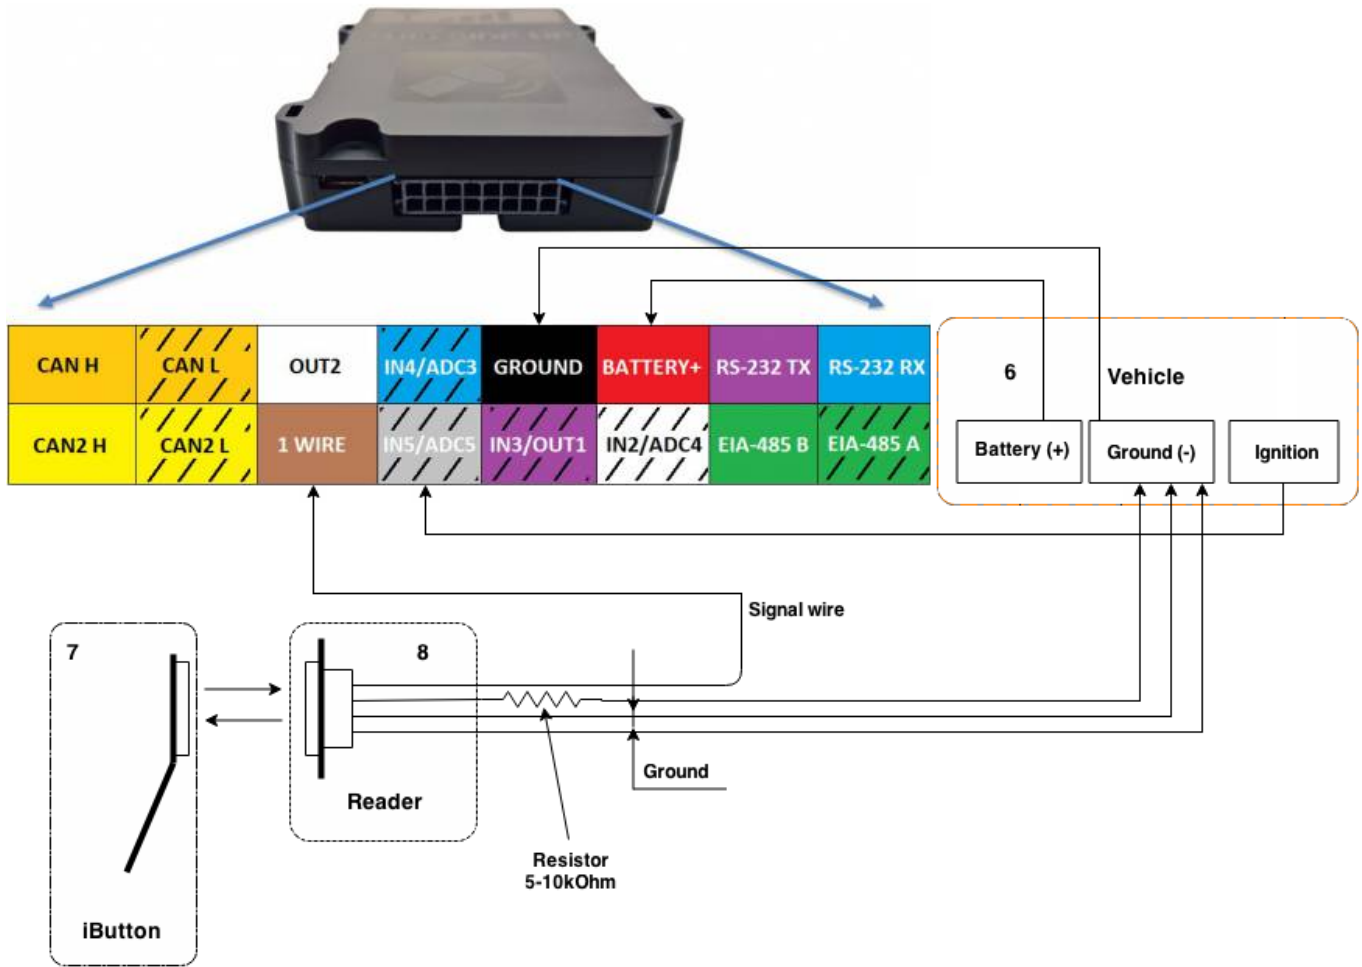 CAN H
CAN L
OUT2
IN4/ADC3
GROUND
BATTERY+
RS-232 TX
RS-232 RX
CAN2 H
CAN2 L
1 WIRE
IN5/ADC5
IN3/OUT1
IN2/ADC4
EIA-485 B
EIA-485 A
6
Vehicle
Battery (+)
Ground (-)
Ignition
Signal wire
7
8
Ground
Reader
Resistor
5-10kOhm
iButton